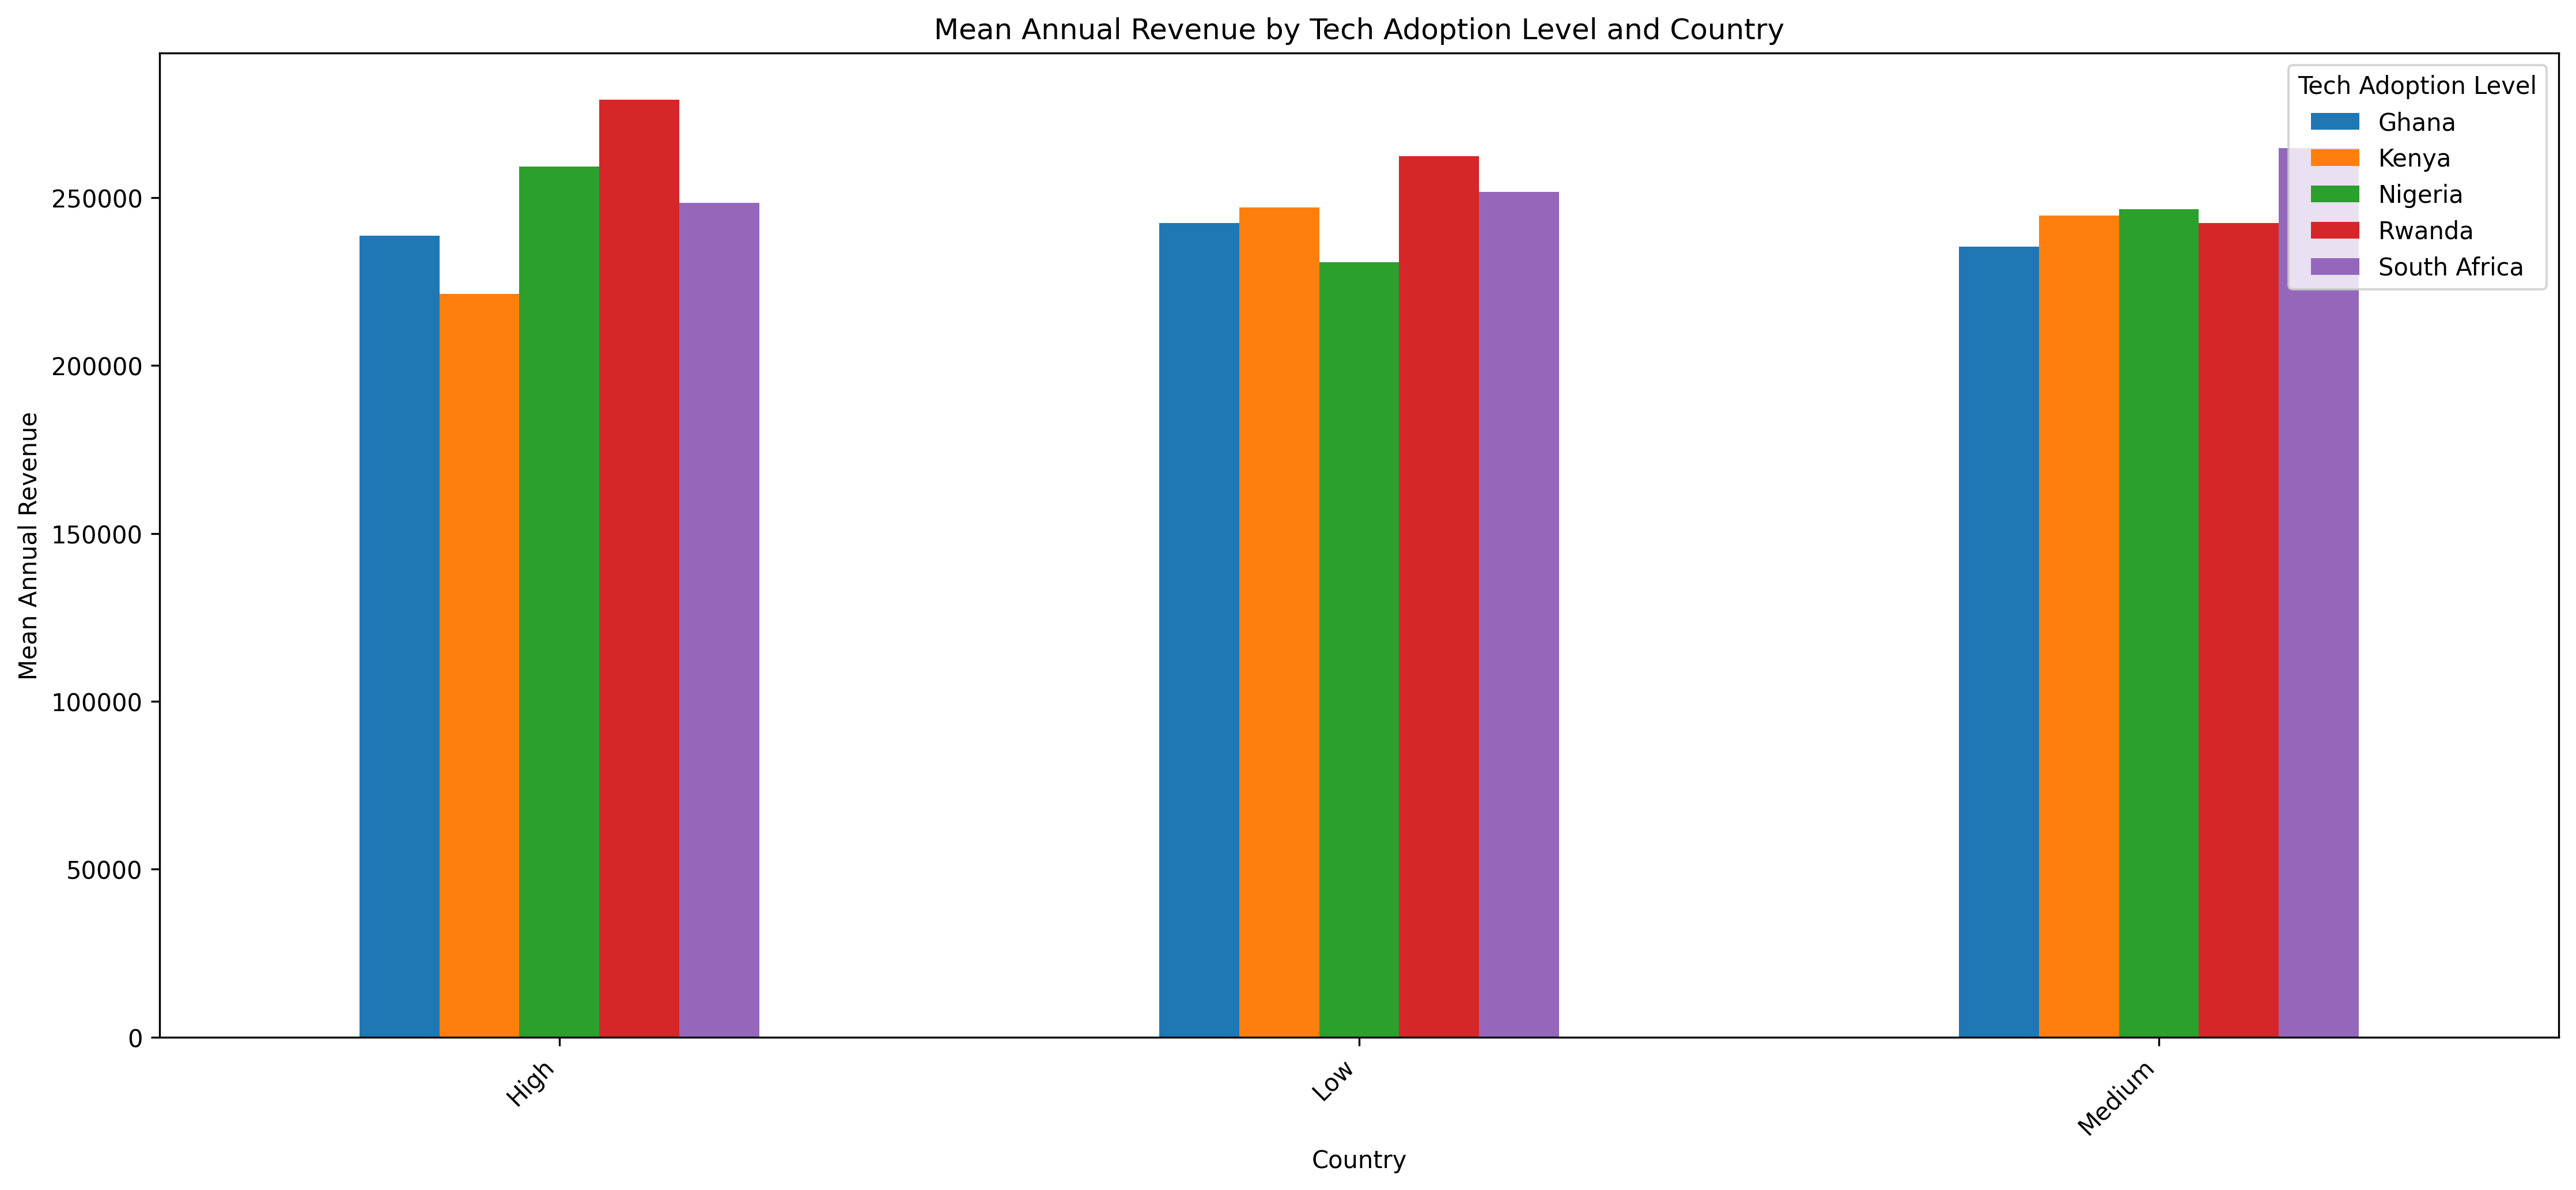 Mean Annual Revenue by Tech Adoption Level and Country
Tech Adoption Level
Ghana
Kenya
Nigeria
Rwanda
South Africa
Mean Annual Revenue
250000
200000
150000
100000
50000
0
High
Low
Medium
Country